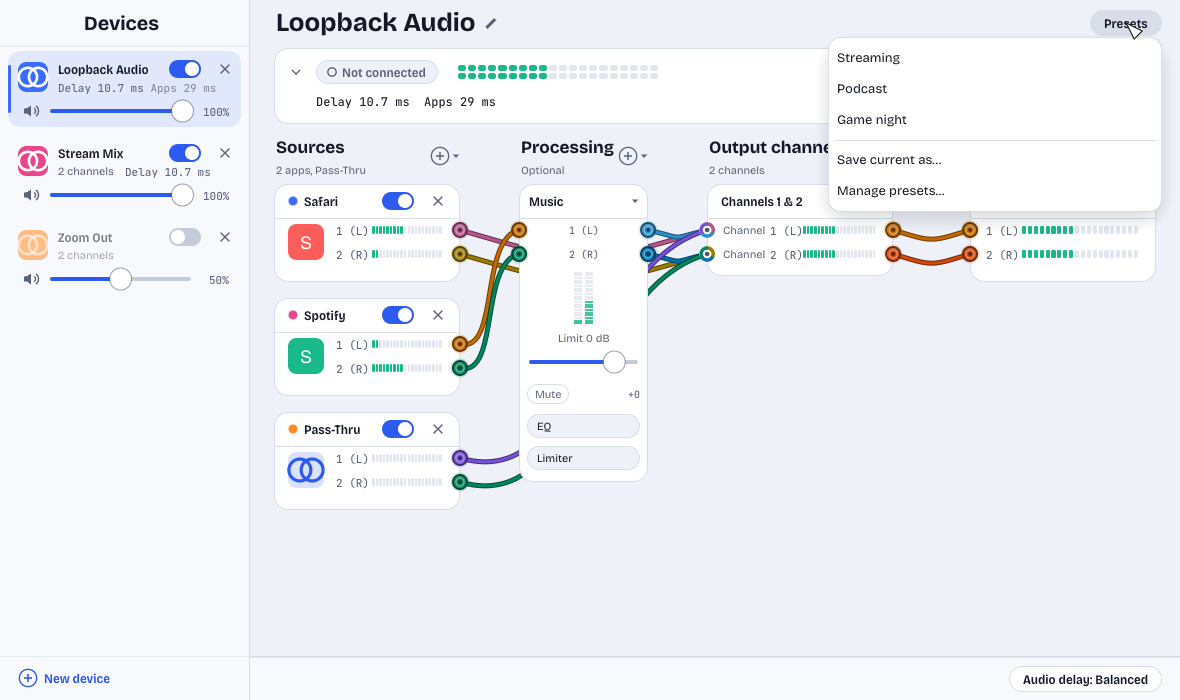 Devices
Loopback Audio
Delay 10.7 ms Apps 29 ms
100%
Stream Mix
2 channels Delay 10.7 ms
100%
Zoom Out
2 channels
50%
New device
Loopback Audio
Presets
Not connected
Delay 10.7 ms Apps 29 ms
Streaming
Podcast
Game night
Save current as...
Manage presets...
Sources
2 apps, Pass-Thru
Safari
S
1 (L)
2 (R)
Spotify
S
1 (L)
2 (R)
Pass-Thru
1 (L)
2 (R)
Processing
Optional
Music
1 (L)
2 (R)
Limit 0 dB
Mute +0
EQ
Limiter
Output channe
2 channels
Channels 1 & 2
Channel 1 (L)
Channel 2 (R)
1 (L)
2 (R)
Audio delay: Balanced